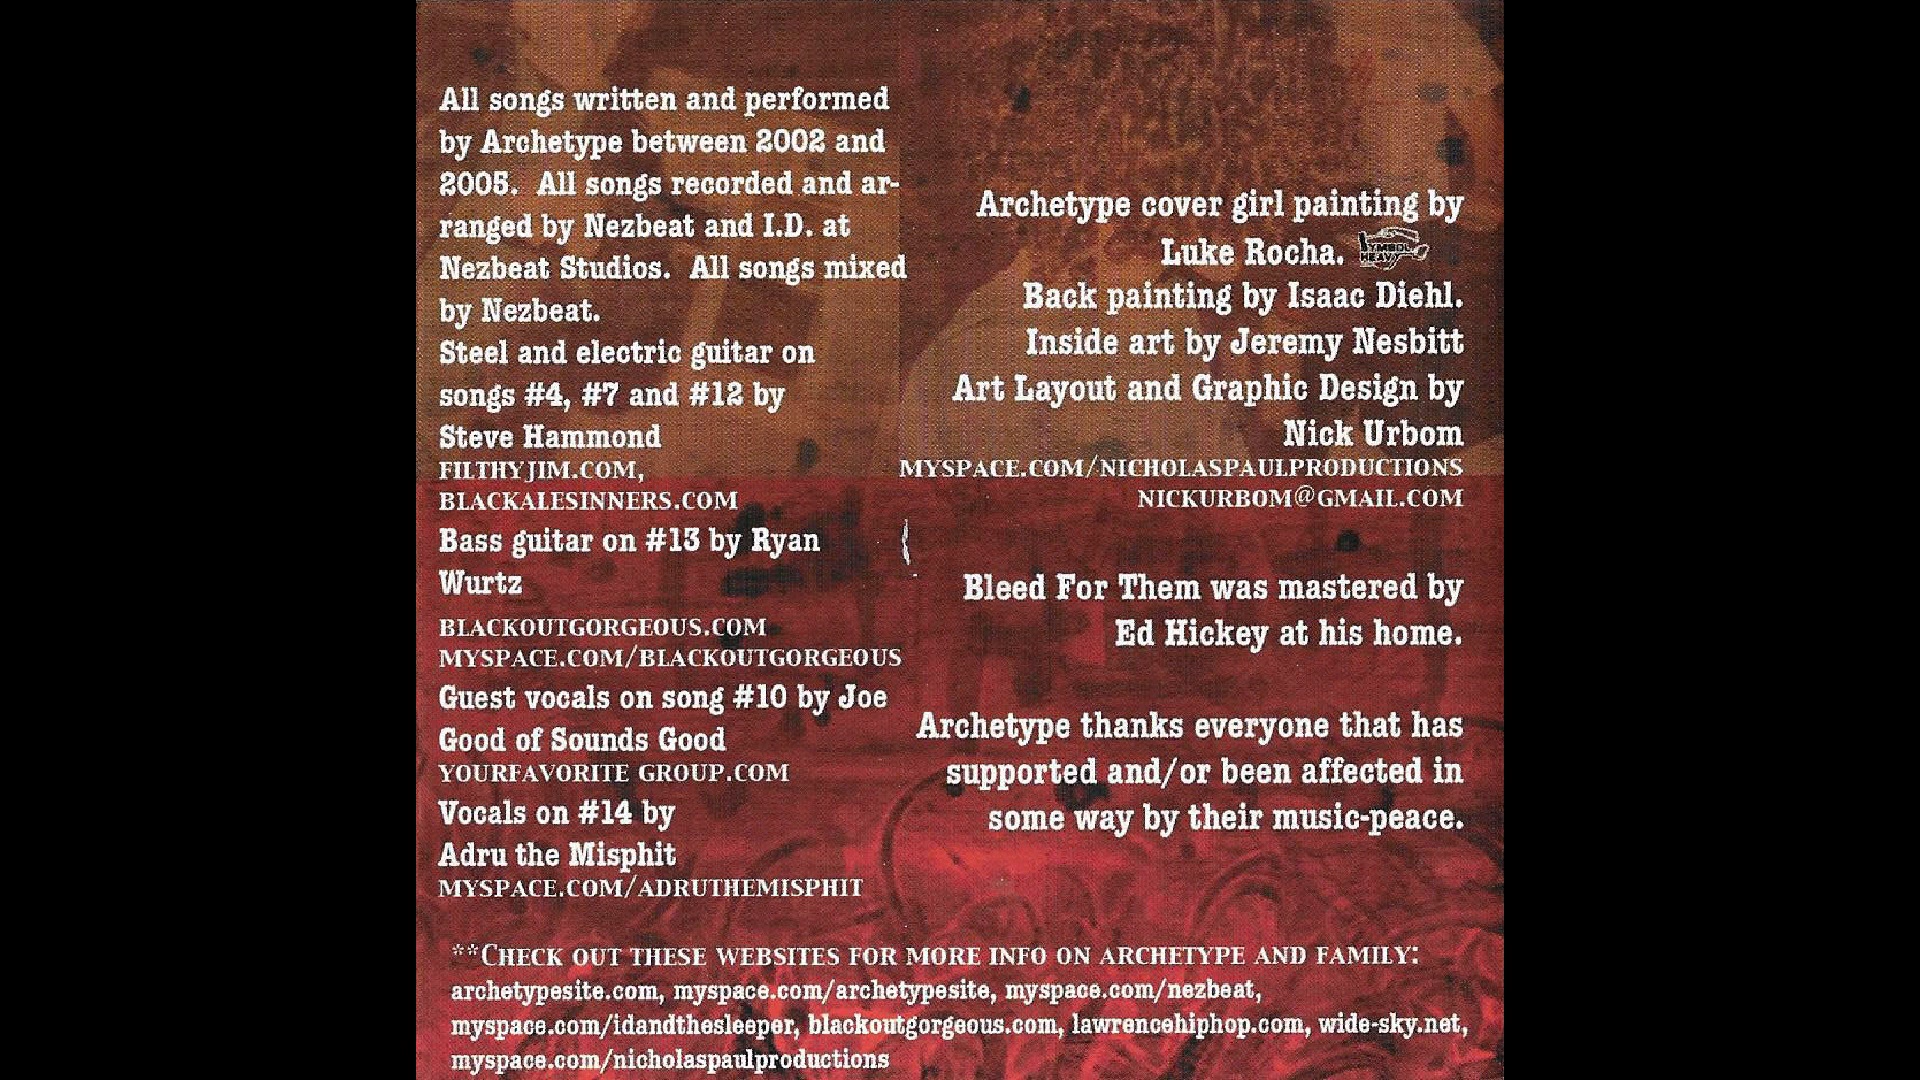 All songs written and performed
by Archetype between 2002 and
2005. All songs recorded and ar-
ranged by Nezbeat and I.D. at
Nezbeat Studios. All songs mixed
by Nezbeat.
Steel and electric guitar on
songs #4, #7 and #12 by
Steve Hammond
FILTHYJIM.COM,
BLACKALESINNERS.COM
Bass guitar on #13 by Ryan
Wurtz
BLACKOUTGORGEOUS.COM
MYSPACE.COM/BLACKOUTGORGEOUS
Guest vocals on song #10 by Joe
Good of Sounds Good
YOURFAVORITE GROUP.COM
Vocals on #14 by
Adru the Misphit
MYSPACE.COM/ADRUTHEMISPHIT
Archetype cover girl painting by
Luke Rocha. SYMBOL HEAVY
Back painting by Isaac Diehl.
Inside art by Jeremy Nesbitt
Art Layout and Graphic Design by
Nick Urbom
MYSPACE.COM/NICHOLASPAULPRODUCTIONS
NICKURBOM@GMAIL.COM
Bleed For Them was mastered by
Ed Hickey at his home.
Archetype thanks everyone that has
supported and/or been affected in
some way by their music-peace.
**CHECK OUT THESE WEBSITES FOR MORE INFO ON ARCHETYPE AND FAMILY:
archetypesite.com, myspace.com/archetypesite, myspace.com/nezbeat,
myspace.com/idandthesleeper, blackoutgorgeous.com, lawrencehiphop.com, wide-sky.net,
myspace.com/nicholaspaulproductions